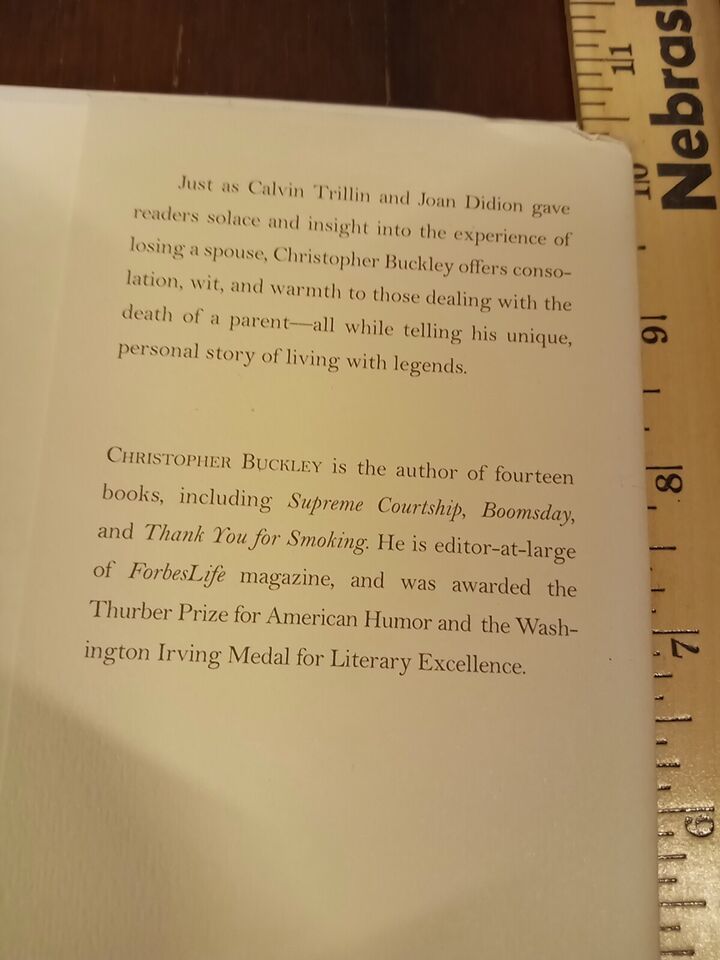 Just as Calvin Trillin and Joan Didion gave
readers solace and insight into the experience of
losing a spouse, Christopher Buckley offers conso-
lation, wit, and warmth to those dealing with the
death of a parent—all while telling his unique,
personal story of living with legends.
CHRISTOPHER BUCKLEY is the author of fourteen
books, including Supreme Courtship, Boomsday,
and Thank You for Smoking. He is editor-at-large
of ForbesLife magazine, and was awarded the
Thurber Prize for American Humor and the Wash-
ington Irving Medal for Literary Excellence.
11
10
9
8
7
6